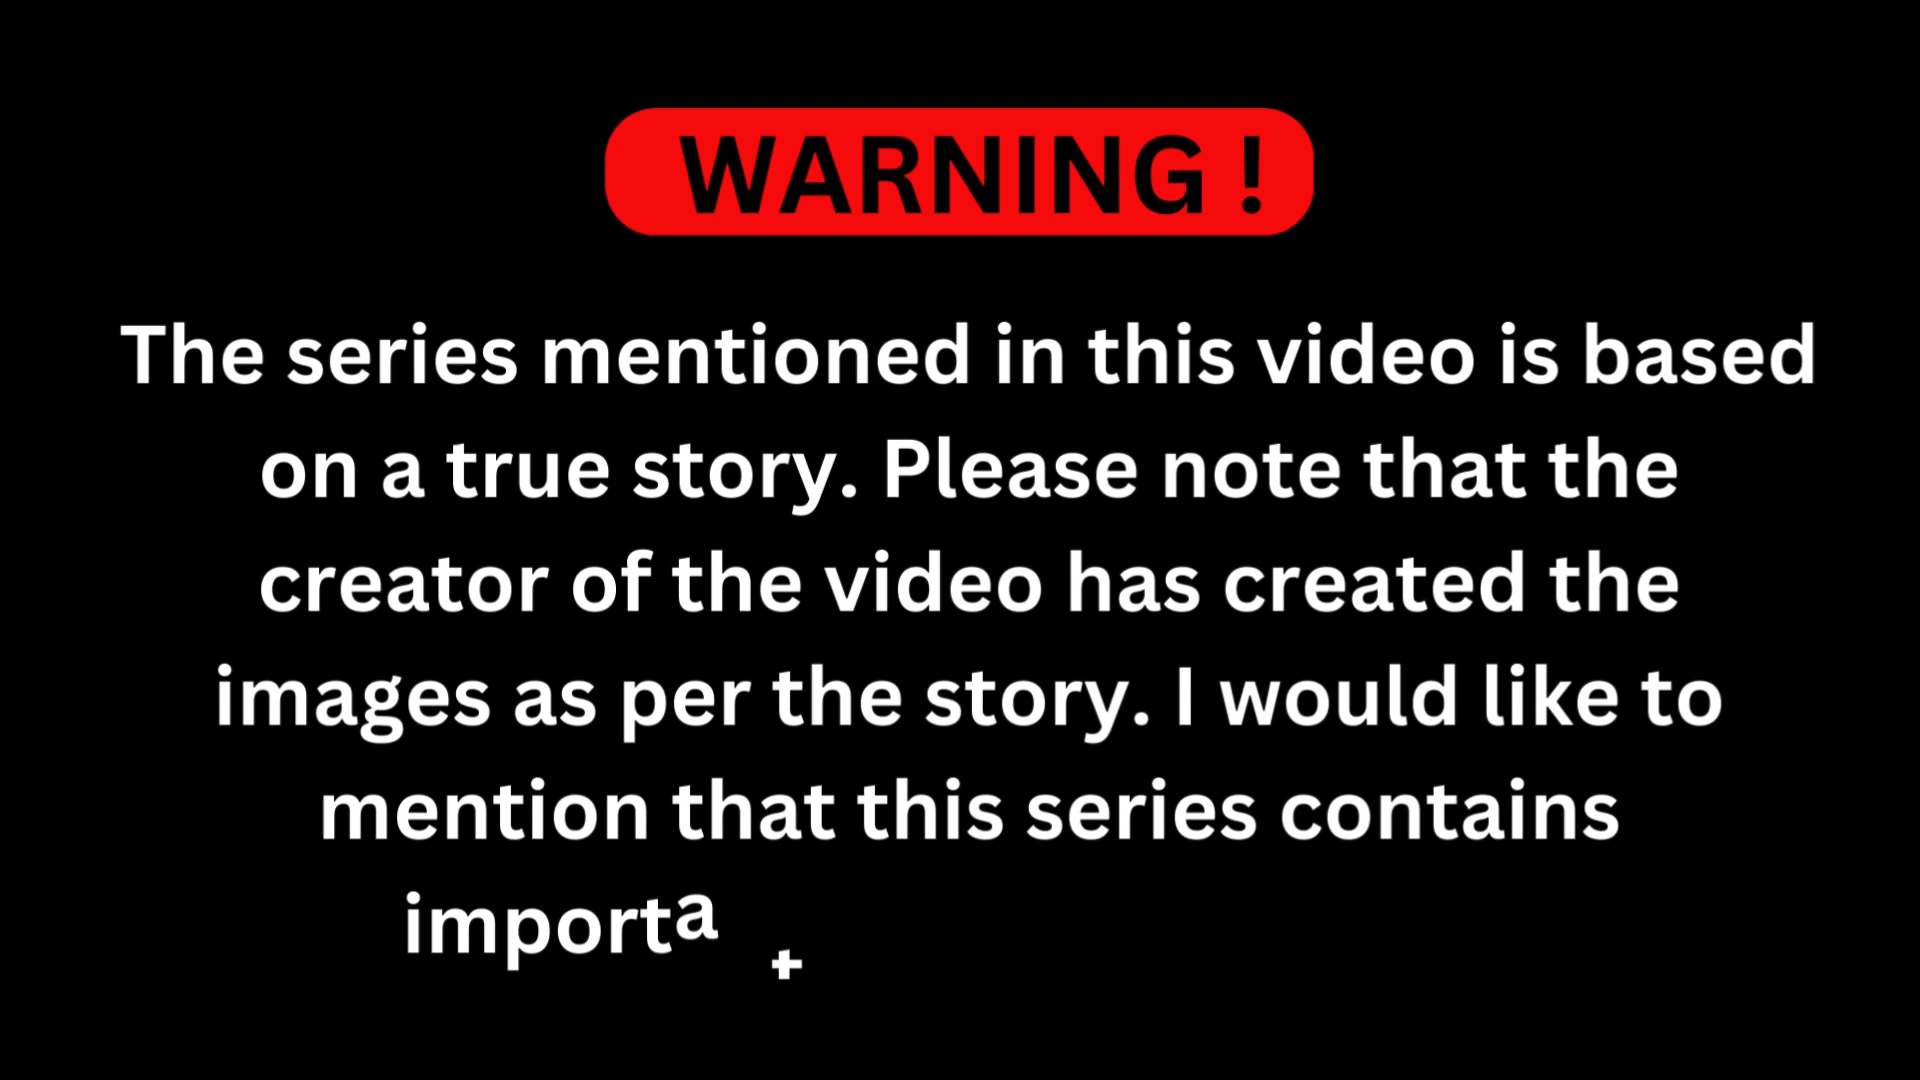 WARNING !
The series mentioned in this video is based
on a true story. Please note that the
creator of the video has created the
images as per the story. I would like to
mention that this series contains
importa